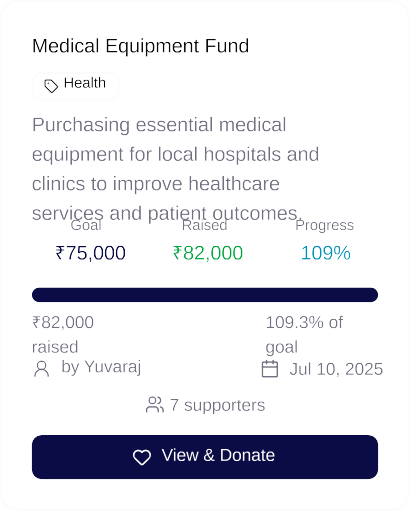 Medical Equipment Fund
Health
Purchasing essential medical
equipment for local hospitals and
clinics to improve healthcare
services and patient outcomes.
Goal Raised Progress
₹75,000 ₹82,000 109%
₹82,000 raised
109.3% of goal
by Yuvaraj
Jul 10, 2025
7 supporters
View & Donate